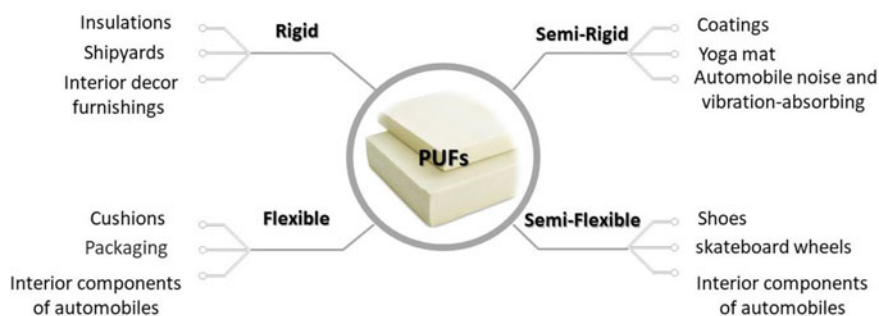 Rigid
Insulations
Shipyards
Interior decor
furnishings
Semi-Rigid
Coatings
Yoga mat
Automobile noise and
vibration-absorbing
PUFs
Flexible
Cushions
Packaging
Interior components
of automobiles
Semi-Flexible
Shoes
skateboard wheels
Interior components
of automobiles